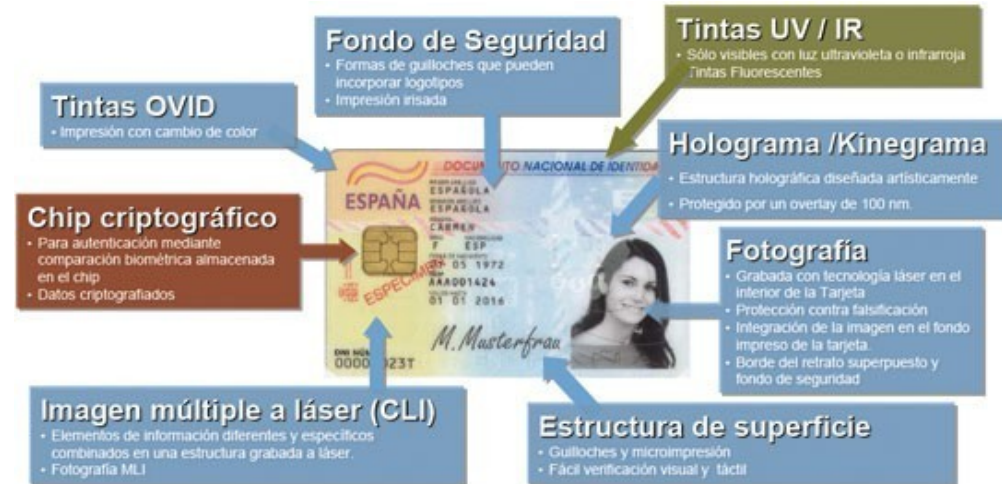 Fondo de Seguridad
• Formas de guilloches que pueden
incorporar logotipos
• Impresión irisada
Tintas UV / IR
• Sólo visibles con luz ultravioleta o infrarroja
Tintas Fluorescentes
Tintas OVID
• Impresión con cambio de color
Holograma /Kinegrama
• Estructura holográfica diseñada artísticamente
• Protegido por un overlay de 100 nm.
Chip criptográfico
• Para autenticación mediante
comparación biométrica almacenada
en el chip
• Datos criptografiados
DOCUMENTO NACIONAL DE IDENTIDA
ESPAÑA
ESPAÑOLA
ESPAÑOLA
CARMEN
F ESP
05 1972
AAA001424
01 01 2016
ESPECIMEN
M. Musterfrau
DNI NÚM
0000 023T
Fotografía
• Grabada con tecnología láser en el
interior de la Tarjeta
• Protección contra falsificación
• Integración de la imagen en el fondo
impreso de la tarjeta.
• Borde del retrato superpuesto y
fondo de seguridad
Imagen múltiple a láser (CLI)
• Elementos de información diferentes y específicos
combinados en una estructura grabada a láser.
• Fotografía MLI
Estructura de superficie
• Guilloches y microimpresión
• Fácil verificación visual y táctil